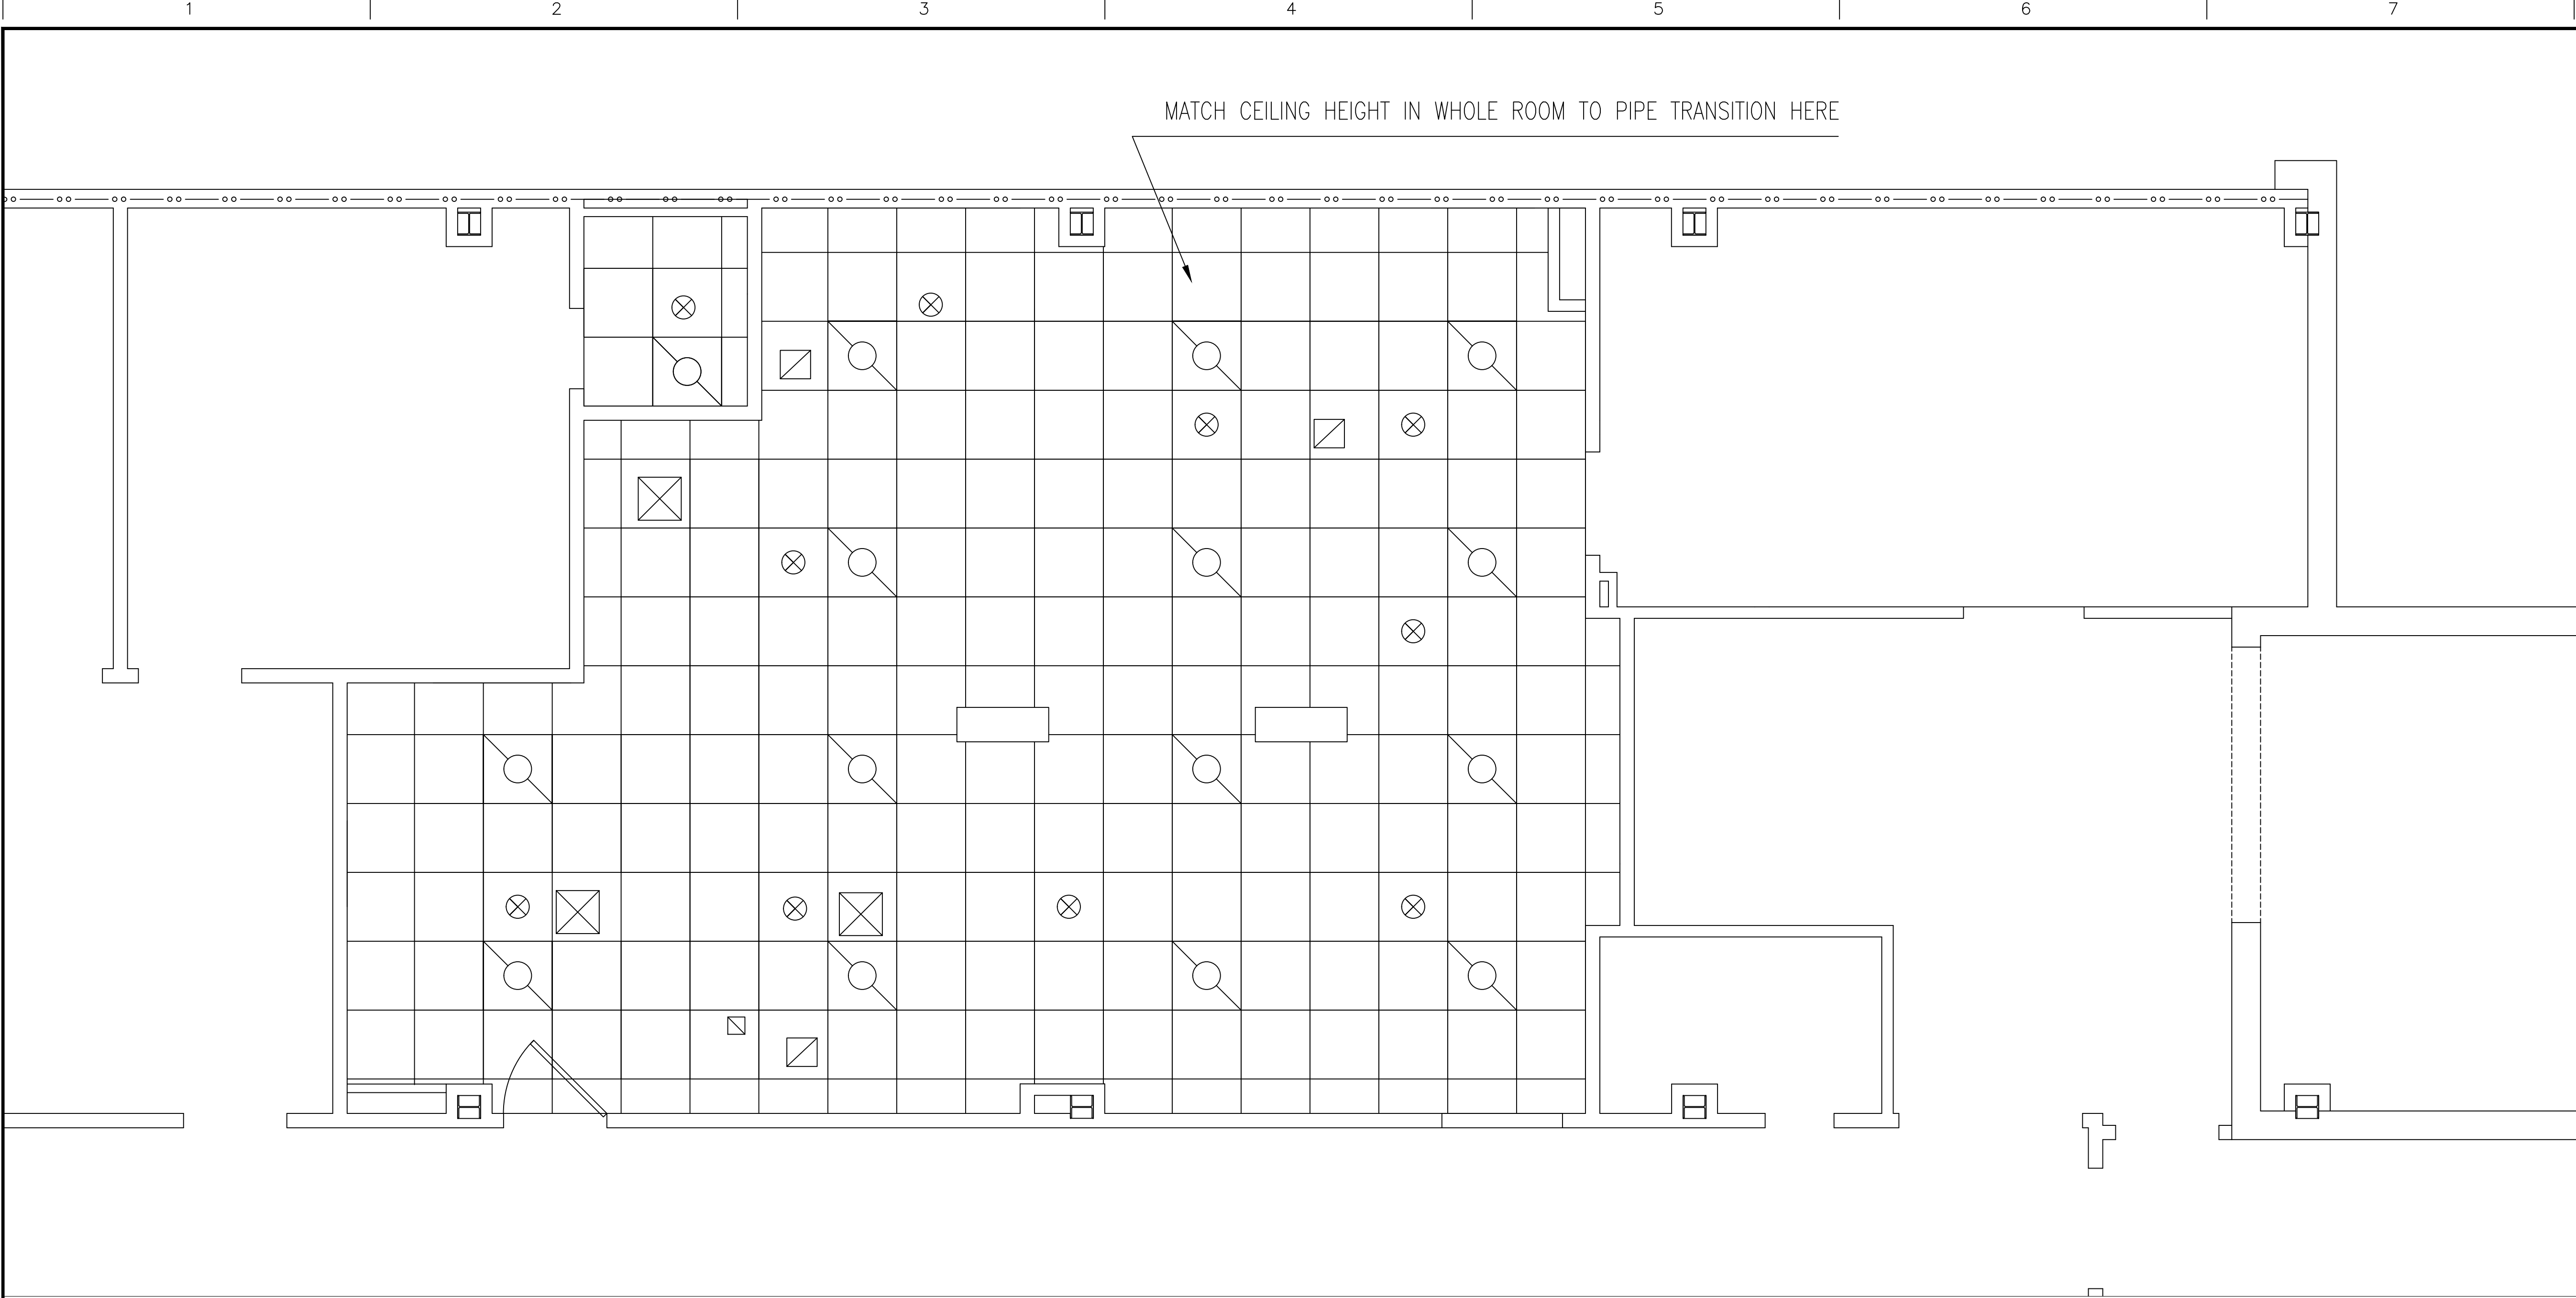 1 2 3 4 5 6 7
MATCH CEILING HEIGHT IN WHOLE ROOM TO PIPE TRANSITION HERE